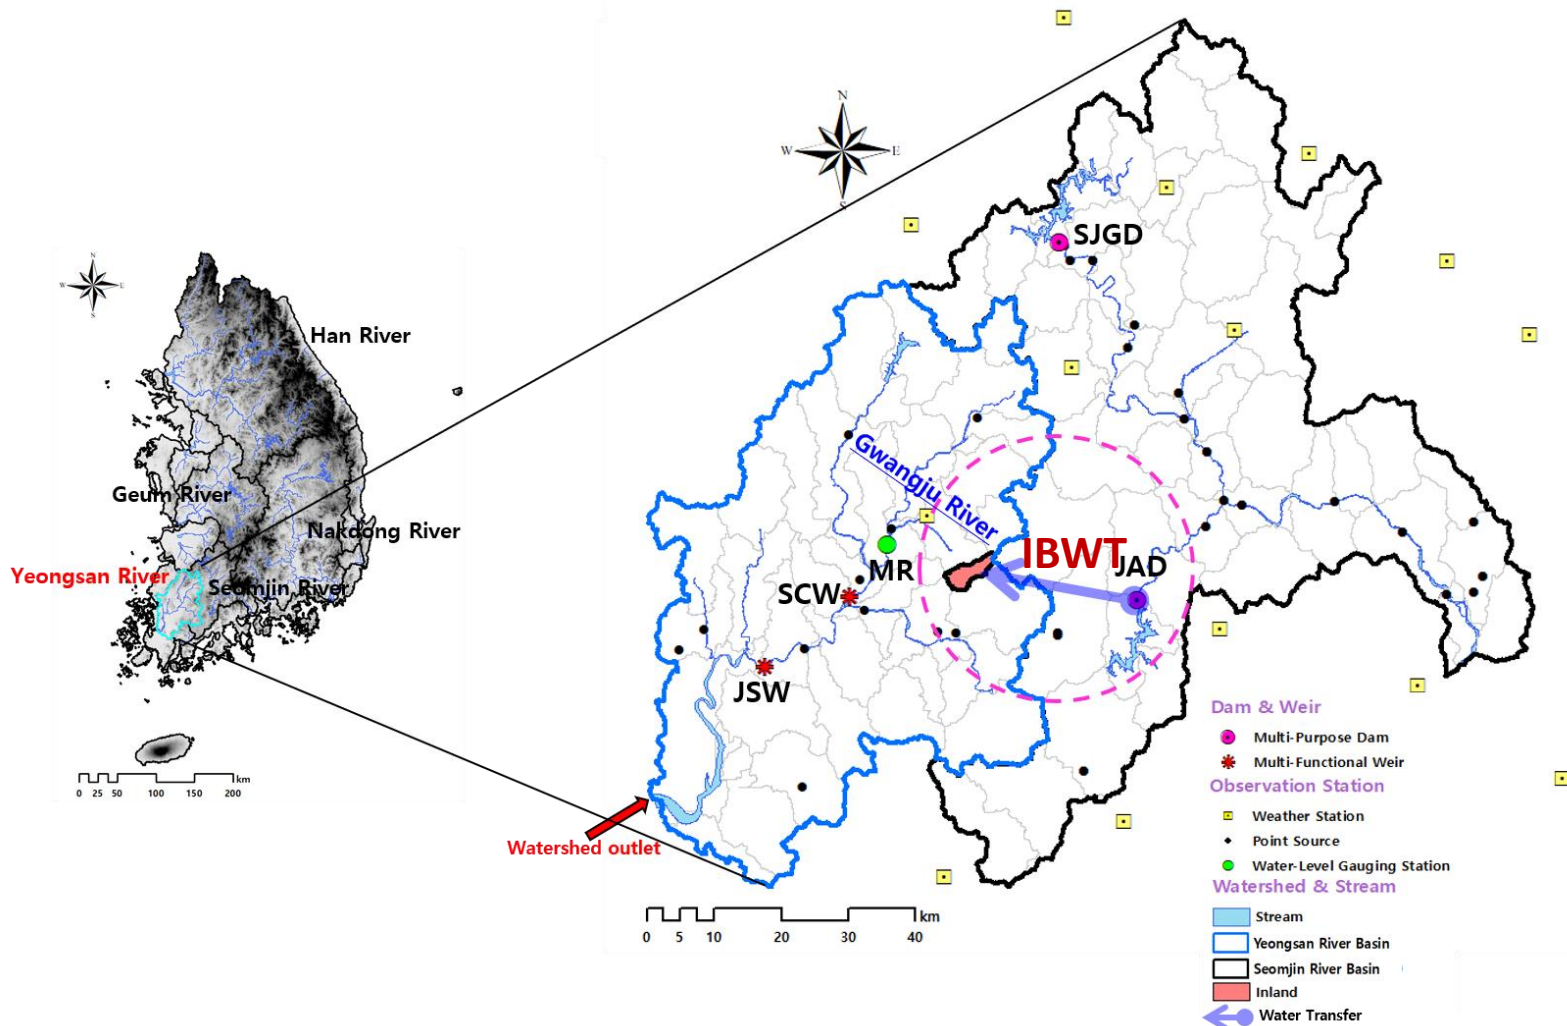 N
W
E
S
Han River
Geum River
Nakdong River
Yeongsan River
Seomjin River
km
0 25 50 100 150 200
N
W
E
S
SJGD
Gwangju River
IBWT
JAD
MR
SCW
JSW
Watershed outlet
km
0 5 10 20 30 40
Dam & Weir
Multi-Purpose Dam
Multi-Functional Weir
Observation Station
Weather Station
Point Source
Water-Level Gauging Station
Watershed & Stream
Stream
Yeongsan River Basin
Seomjin River Basin
Inland
Water Transfer